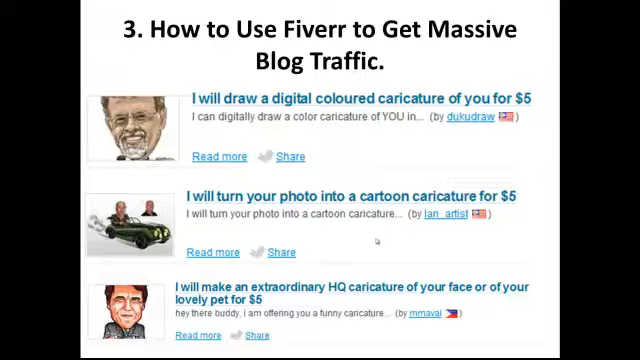 3. How to Use Fiverr to Get Massive
Blog Traffic.
I will draw a digital coloured caricature of you for $5
I can digitally draw a color caricature of YOU in... (by dukudraw )
Read more Share
I will turn your photo into a cartoon caricature for $5
I will turn your photo into a cartoon caricature... (by Ian_artist )
Read more Share
I will make an extraordinary HQ caricature of your face or of your
lovely pet for $5
hey there buddy, i am offering you a funny caricature... (by mmaval )
Read more Share